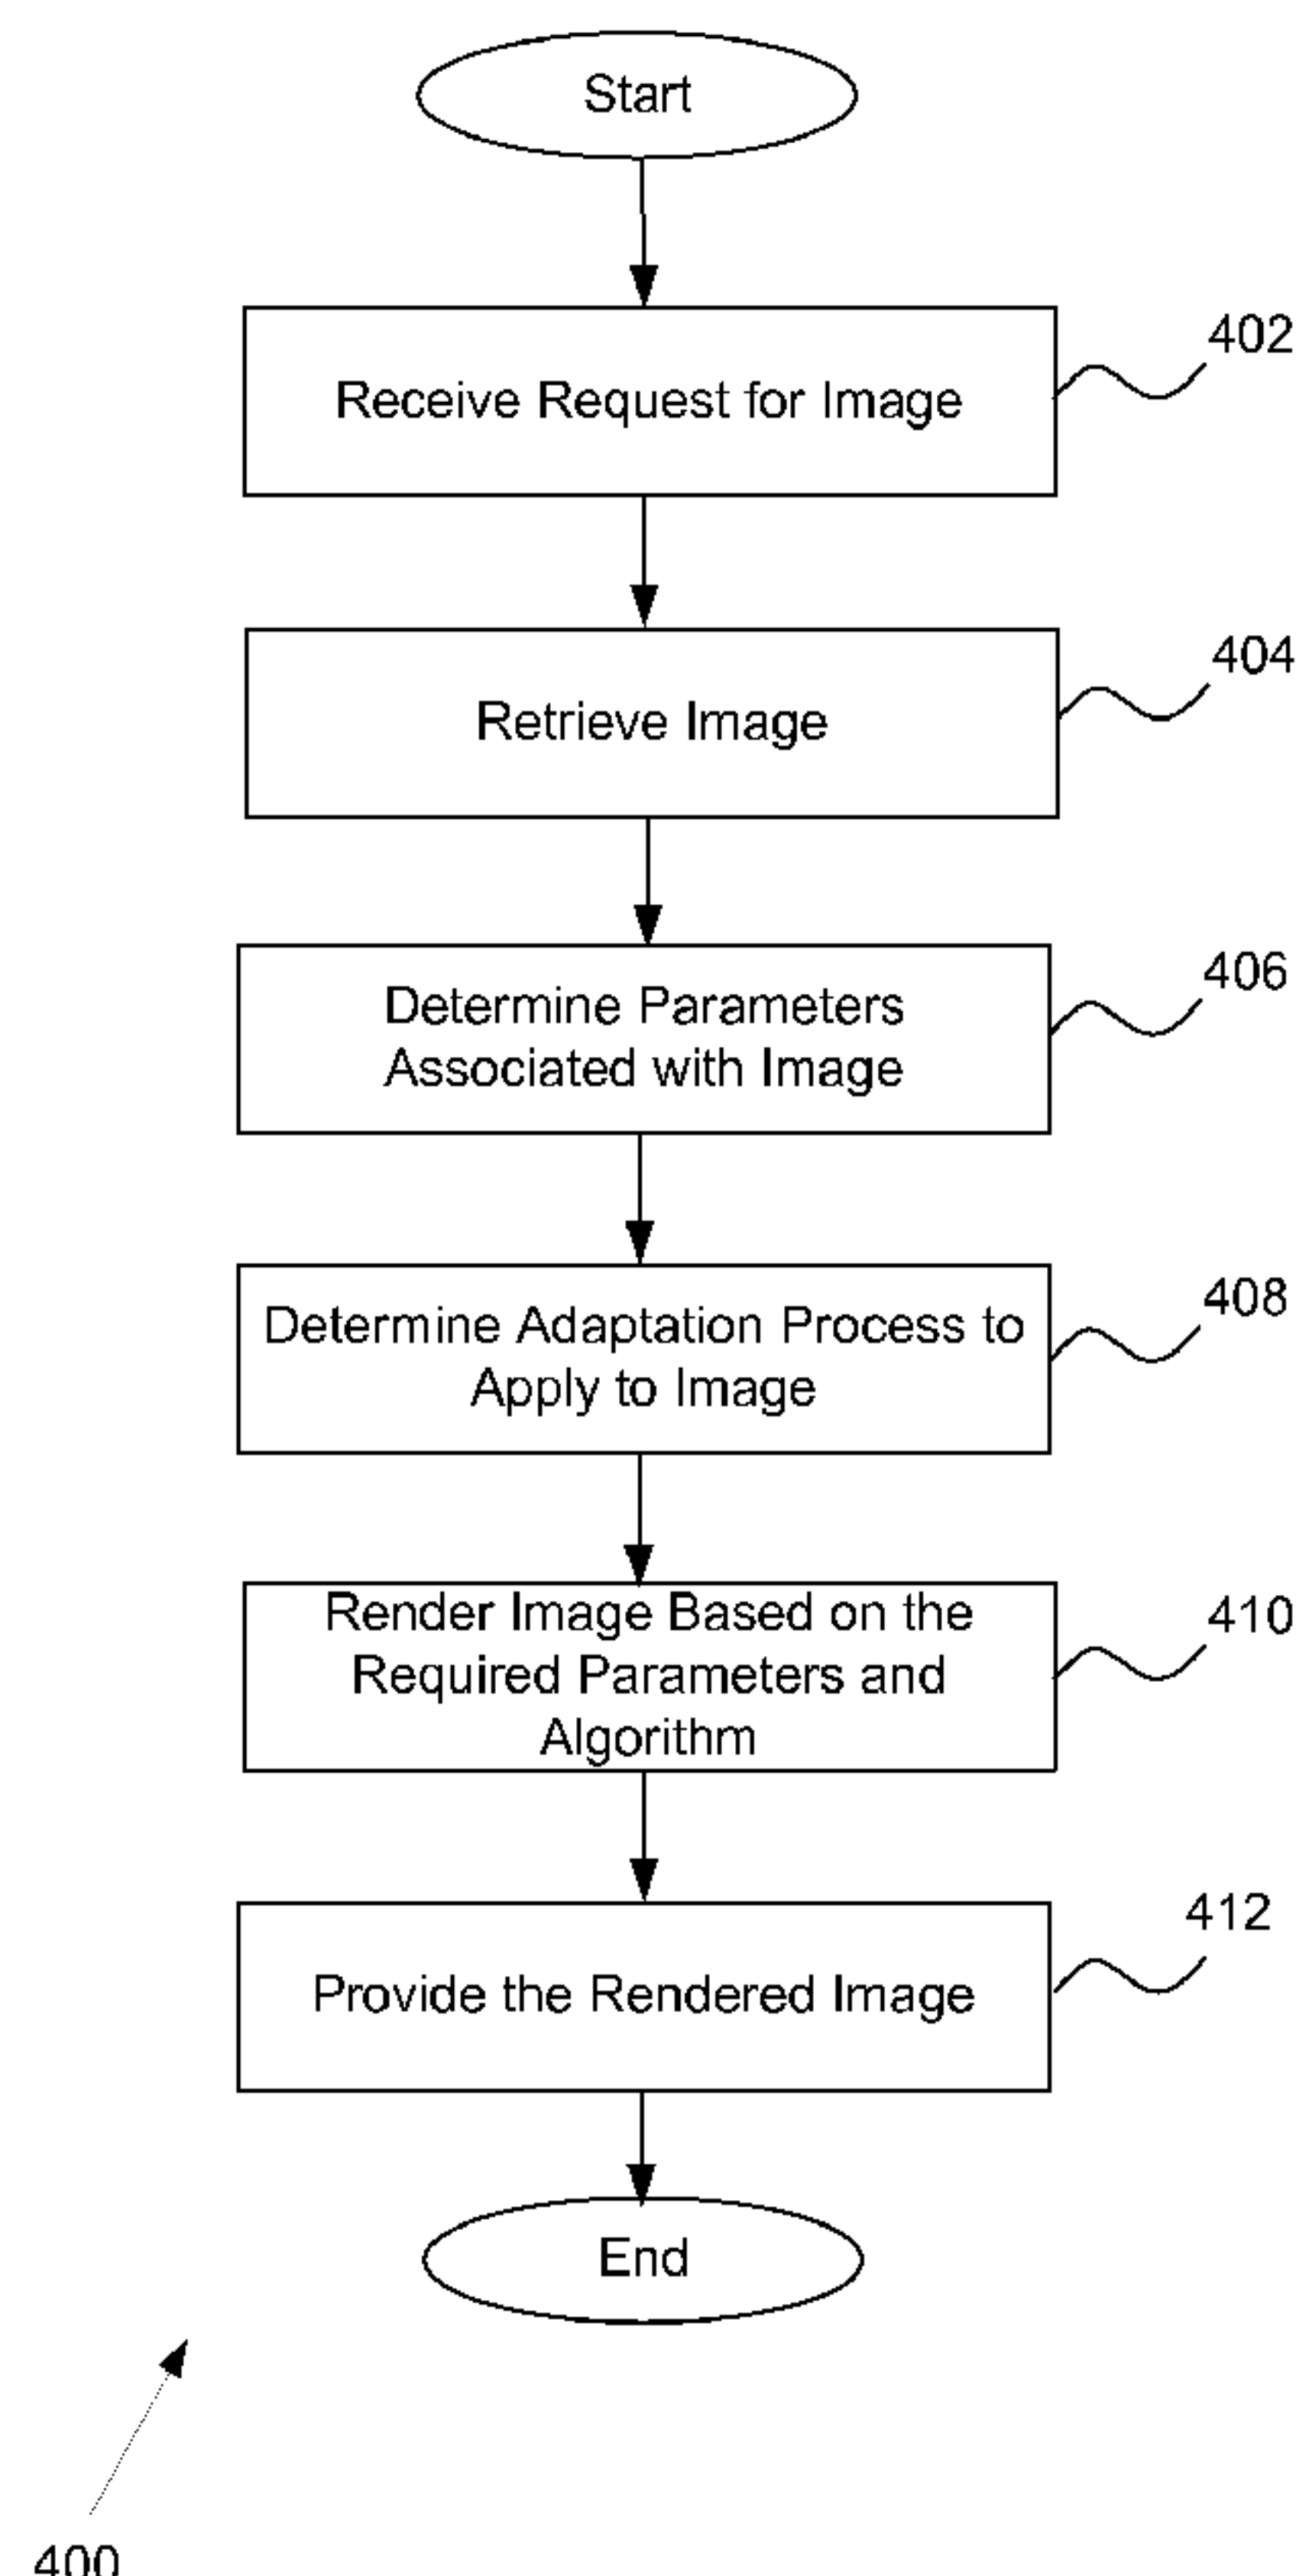 Start
Receive Request for Image
402
Retrieve Image
404
Determine Parameters
Associated with Image
406
Determine Adaptation Process to
Apply to Image
408
Render Image Based on the
Required Parameters and
Algorithm
410
Provide the Rendered Image
412
End
400